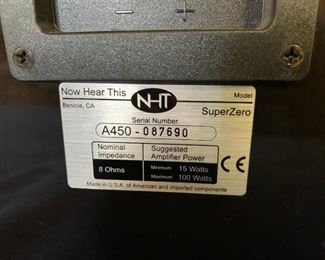 − +
Now Hear This NHT Model
Benicia, CA SuperZero
Serial Number
A450-087690
Nominal Impedance Suggested Amplifier Power
8 Ohms Minimum 15 Watts
Maximum 100 Watts
CE
Made in U.S.A. of American and imported components